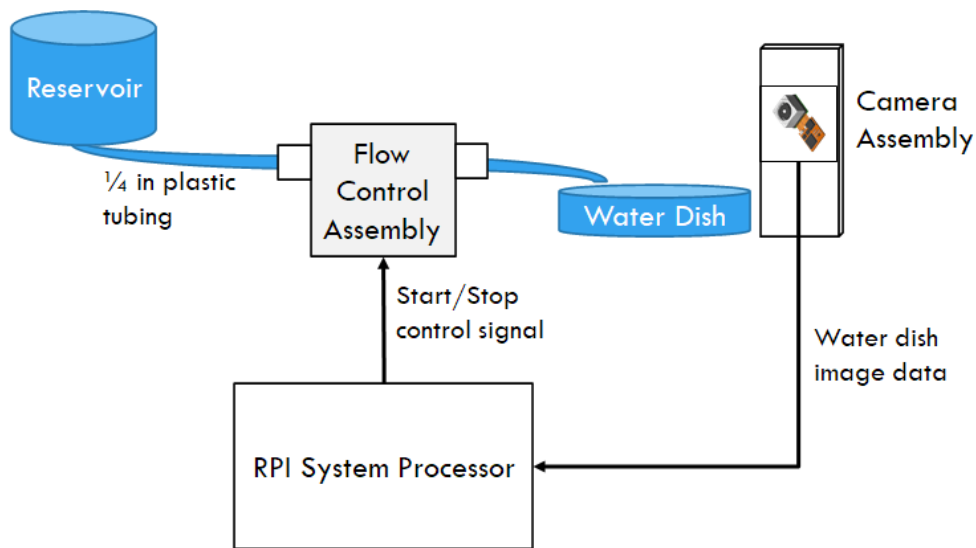 Reservoir
¼ in plastic
tubing
Flow
Control
Assembly
Water Dish
Camera
Assembly
Start/Stop
control signal
Water dish
image data
RPI System Processor